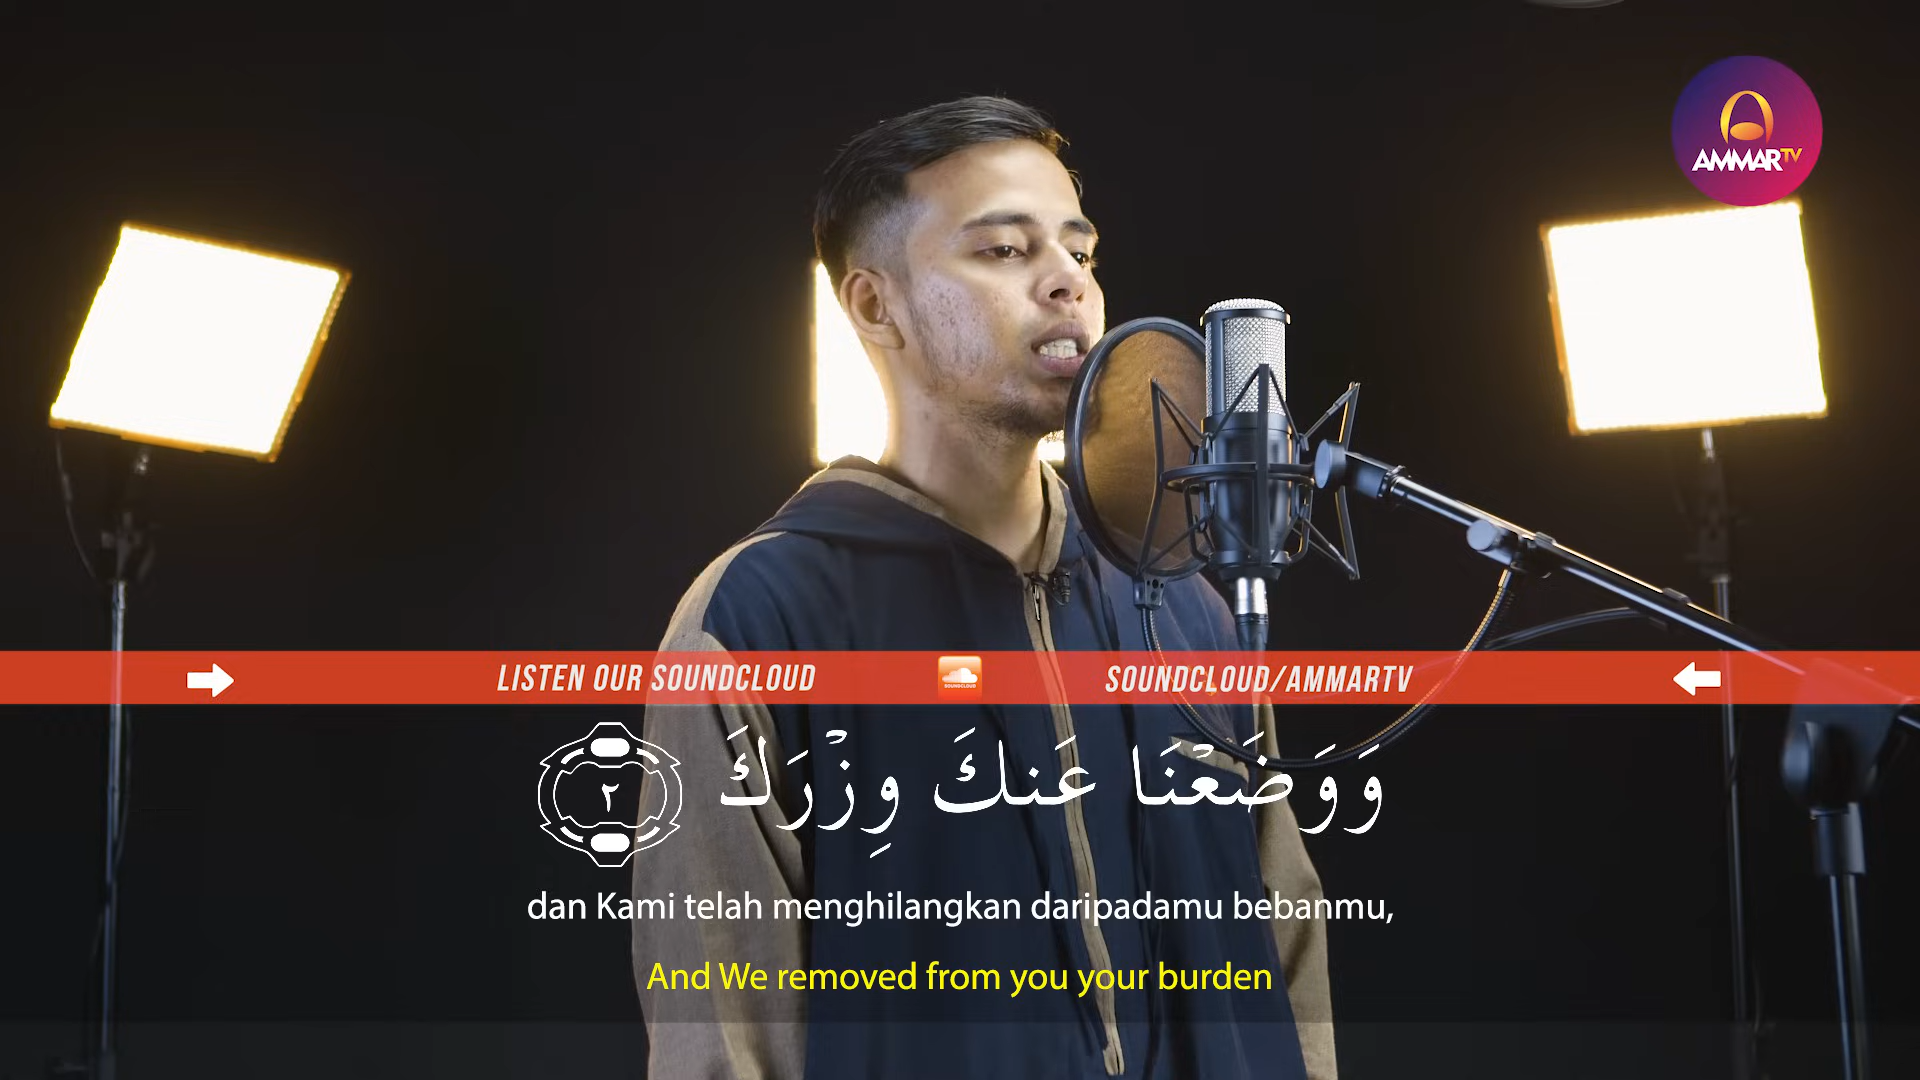 AMMARTV
LISTEN OUR SOUNDCLOUD SOUNDCLOUD SOUNDCLOUD/AMMARTV
وَوَضَعْنَا عَنكَ وِزْرَكَ ٢
dan Kami telah menghilangkan daripadamu bebanmu,
And We removed from you your burden